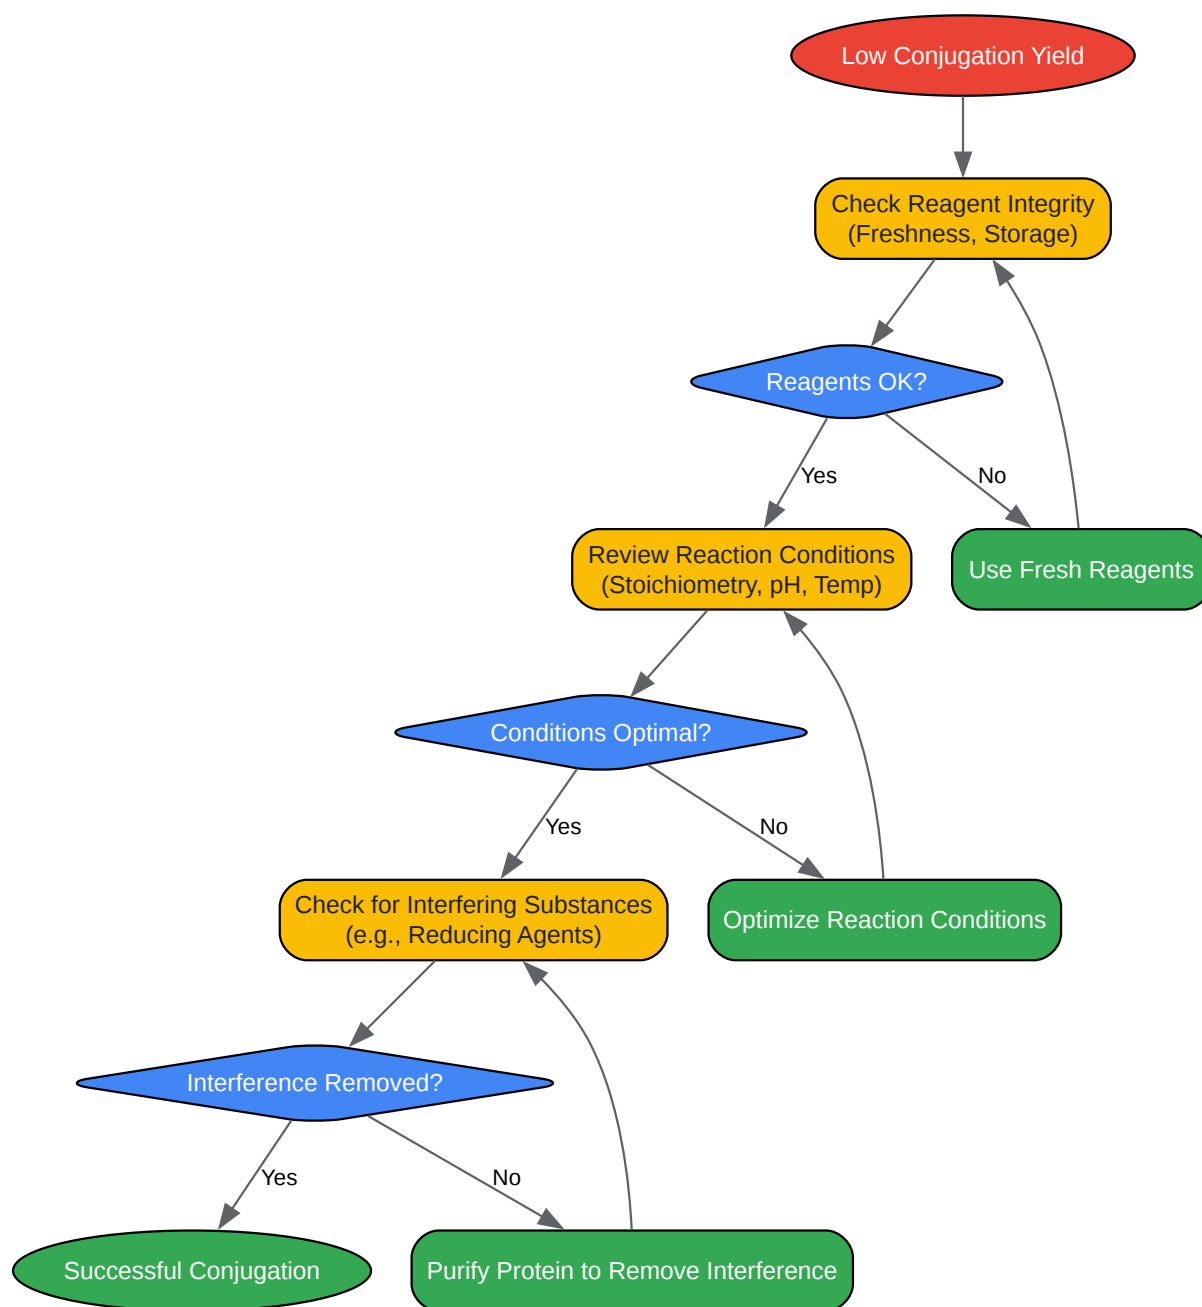 Low Conjugation Yield
Check Reagent Integrity
(Freshness, Storage)
Reagents OK?
Yes
No
Review Reaction Conditions
(Stoichiometry, pH, Temp)
Use Fresh Reagents
Conditions Optimal?
Yes
No
Check for Interfering Substances
(e.g., Reducing Agents)
Optimize Reaction Conditions
Interference Removed?
Yes
No
Successful Conjugation
Purify Protein to Remove Interference